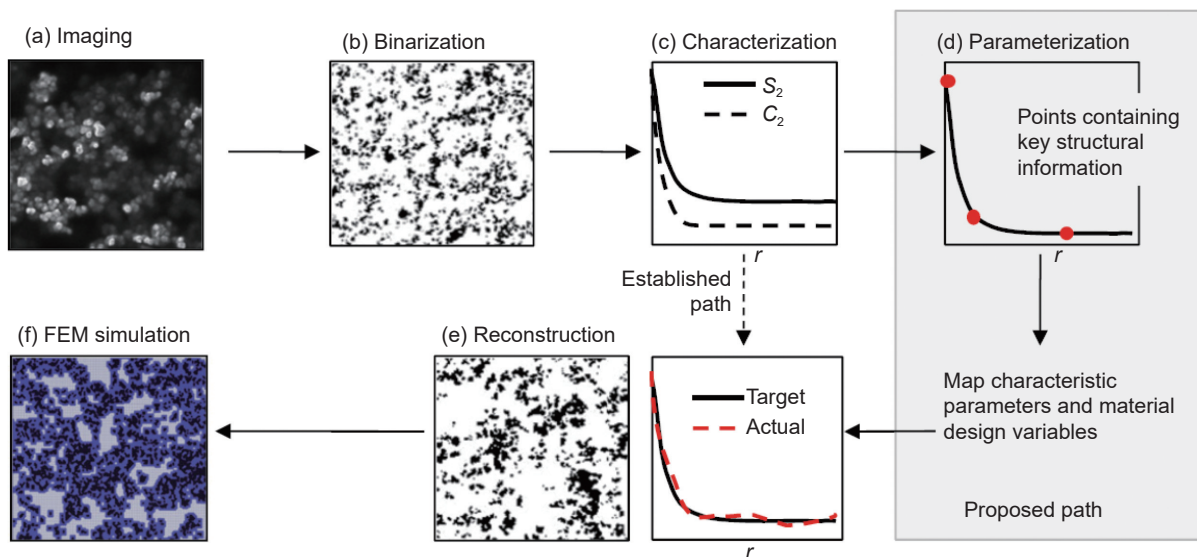 (a) Imaging
(b) Binarization
(c) Characterization
(d) Parameterization
S2
C2
r
Points containing
key structural
information
r
Established
path
(f) FEM simulation
(e) Reconstruction
Target
Actual
r
Map characteristic
parameters and material
design variables
Proposed path